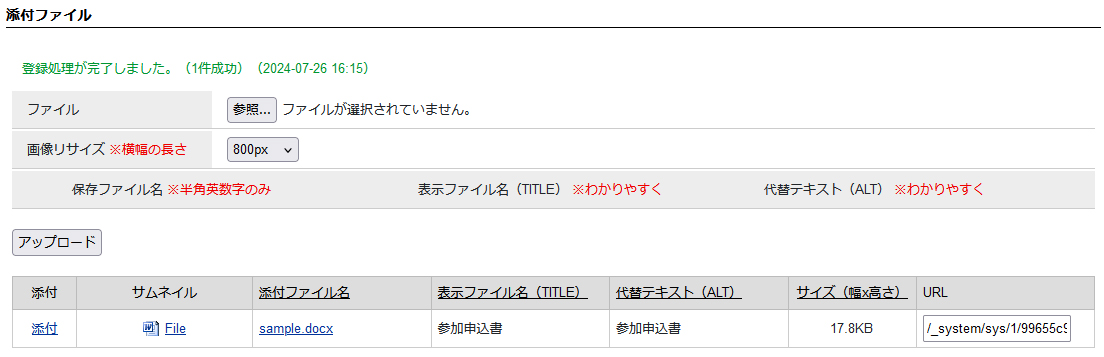 添付ファイル
登録処理が完了しました。（1件成功）（2024-07-26 16:15）
ファイル 参照... ファイルが選択されていません。
画像リサイズ ※横幅の長さ 800px
保存ファイル名 ※半角英数字のみ 表示ファイル名（TITLE） ※わかりやすく 代替テキスト（ALT） ※わかりやすく
アップロード
添付 サムネイル 添付ファイル名 表示ファイル名（TITLE） 代替テキスト（ALT） サイズ（幅x高さ） URL
添付 File sample.docx 参加申込書 参加申込書 17.8KB /_system/sys/1/99655c9